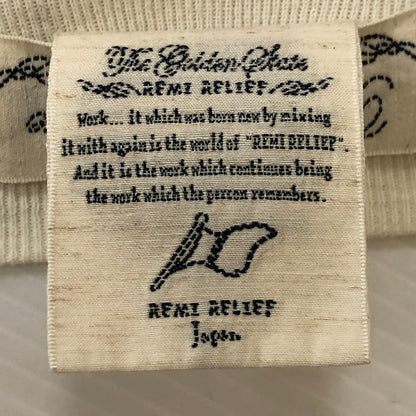 The Golden State
REMI RELIEF
Work... it which was born new by mixing
it with again is the world of "REMI RELIEF".
And it is the work which continues being
the work which the person remembers.
REMI RELIEF
Japan